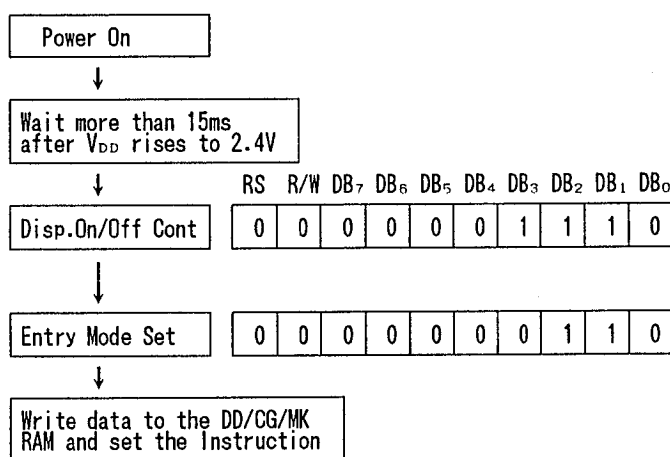 Power On
↓
Wait more than 15ms
after VDD rises to 2.4V
↓
RS R/W DB7 DB6 DB5 DB4 DB3 DB2 DB1 DB0
Disp.On/Off Cont 0 0 0 0 0 0 1 1 1 0
↓
Entry Mode Set 0 0 0 0 0 0 0 1 1 0
↓
Write data to the DD/CG/MK
RAM and set the Instruction